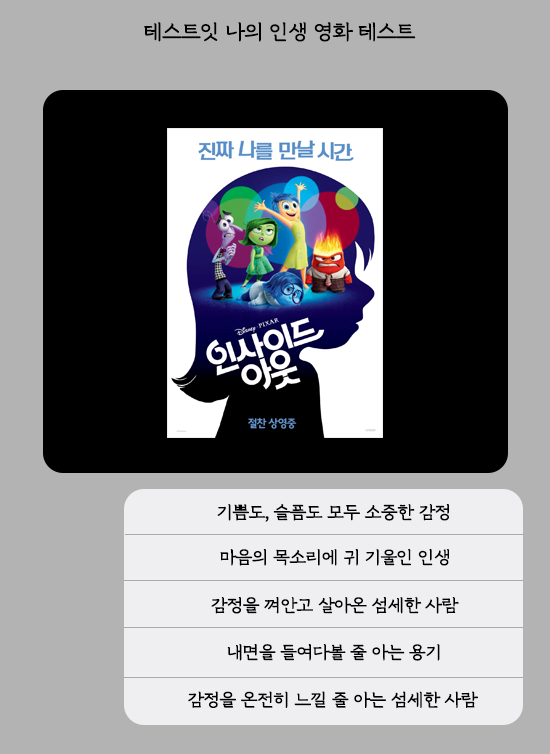 테스트잇 나의 인생 영화 테스트
진짜 나를 만날 시간
Disney PIXAR
인사이드
아웃
절찬 상영중
기쁨도, 슬픔도 모두 소중한 감정
마음의 목소리에 귀 기울인 인생
감정을 껴안고 살아온 섬세한 사람
내면을 들여다볼 줄 아는 용기
감정을 온전히 느낄 줄 아는 섬세한 사람